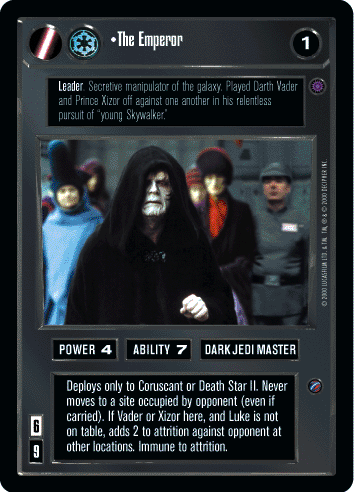 •The Emperor
1
Leader. Secretive manipulator of the galaxy. Played Darth Vader
and Prince Xizor off against one another in his relentless
pursuit of "young Skywalker."
© 2000 LUCASFILM LTD. & TM. TM, ® & © 2000 DECIPHER INC.
POWER 4
ABILITY 7
DARK JEDI MASTER
Deploys only to Coruscant or Death Star II. Never
moves to a site occupied by opponent (even if
carried). If Vader or Xizor here, and Luke is not
on table, adds 2 to attrition against opponent at
other locations. Immune to attrition.
6
9